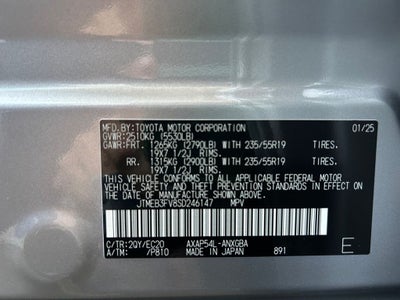 MFD.BY:TOYOTA MOTOR CORPORATION 01/25
GVWR:2510KG (5530LB)
GAWR:FRT. 1265KG (2790LB) WITH 235/55R19 TIRES.
19X7 1/2J RIMS.
RR. 1315KG (2900LB) WITH 235/55R19 TIRES.
19X7 1/2J RIMS.
THIS VEHICLE CONFORMS TO ALL APPLICABLE FEDERAL MOTOR
VEHICLE SAFETY STANDARDS IN EFFECT ON THE DATE OF
MANUFACTURE SHOWN ABOVE.
JTMEB3FV8SD246147 MPV
C/TR:2QY/EC20 AXAP54L-ANXGBA
A/TM: /P810 MADE IN JAPAN 891 E